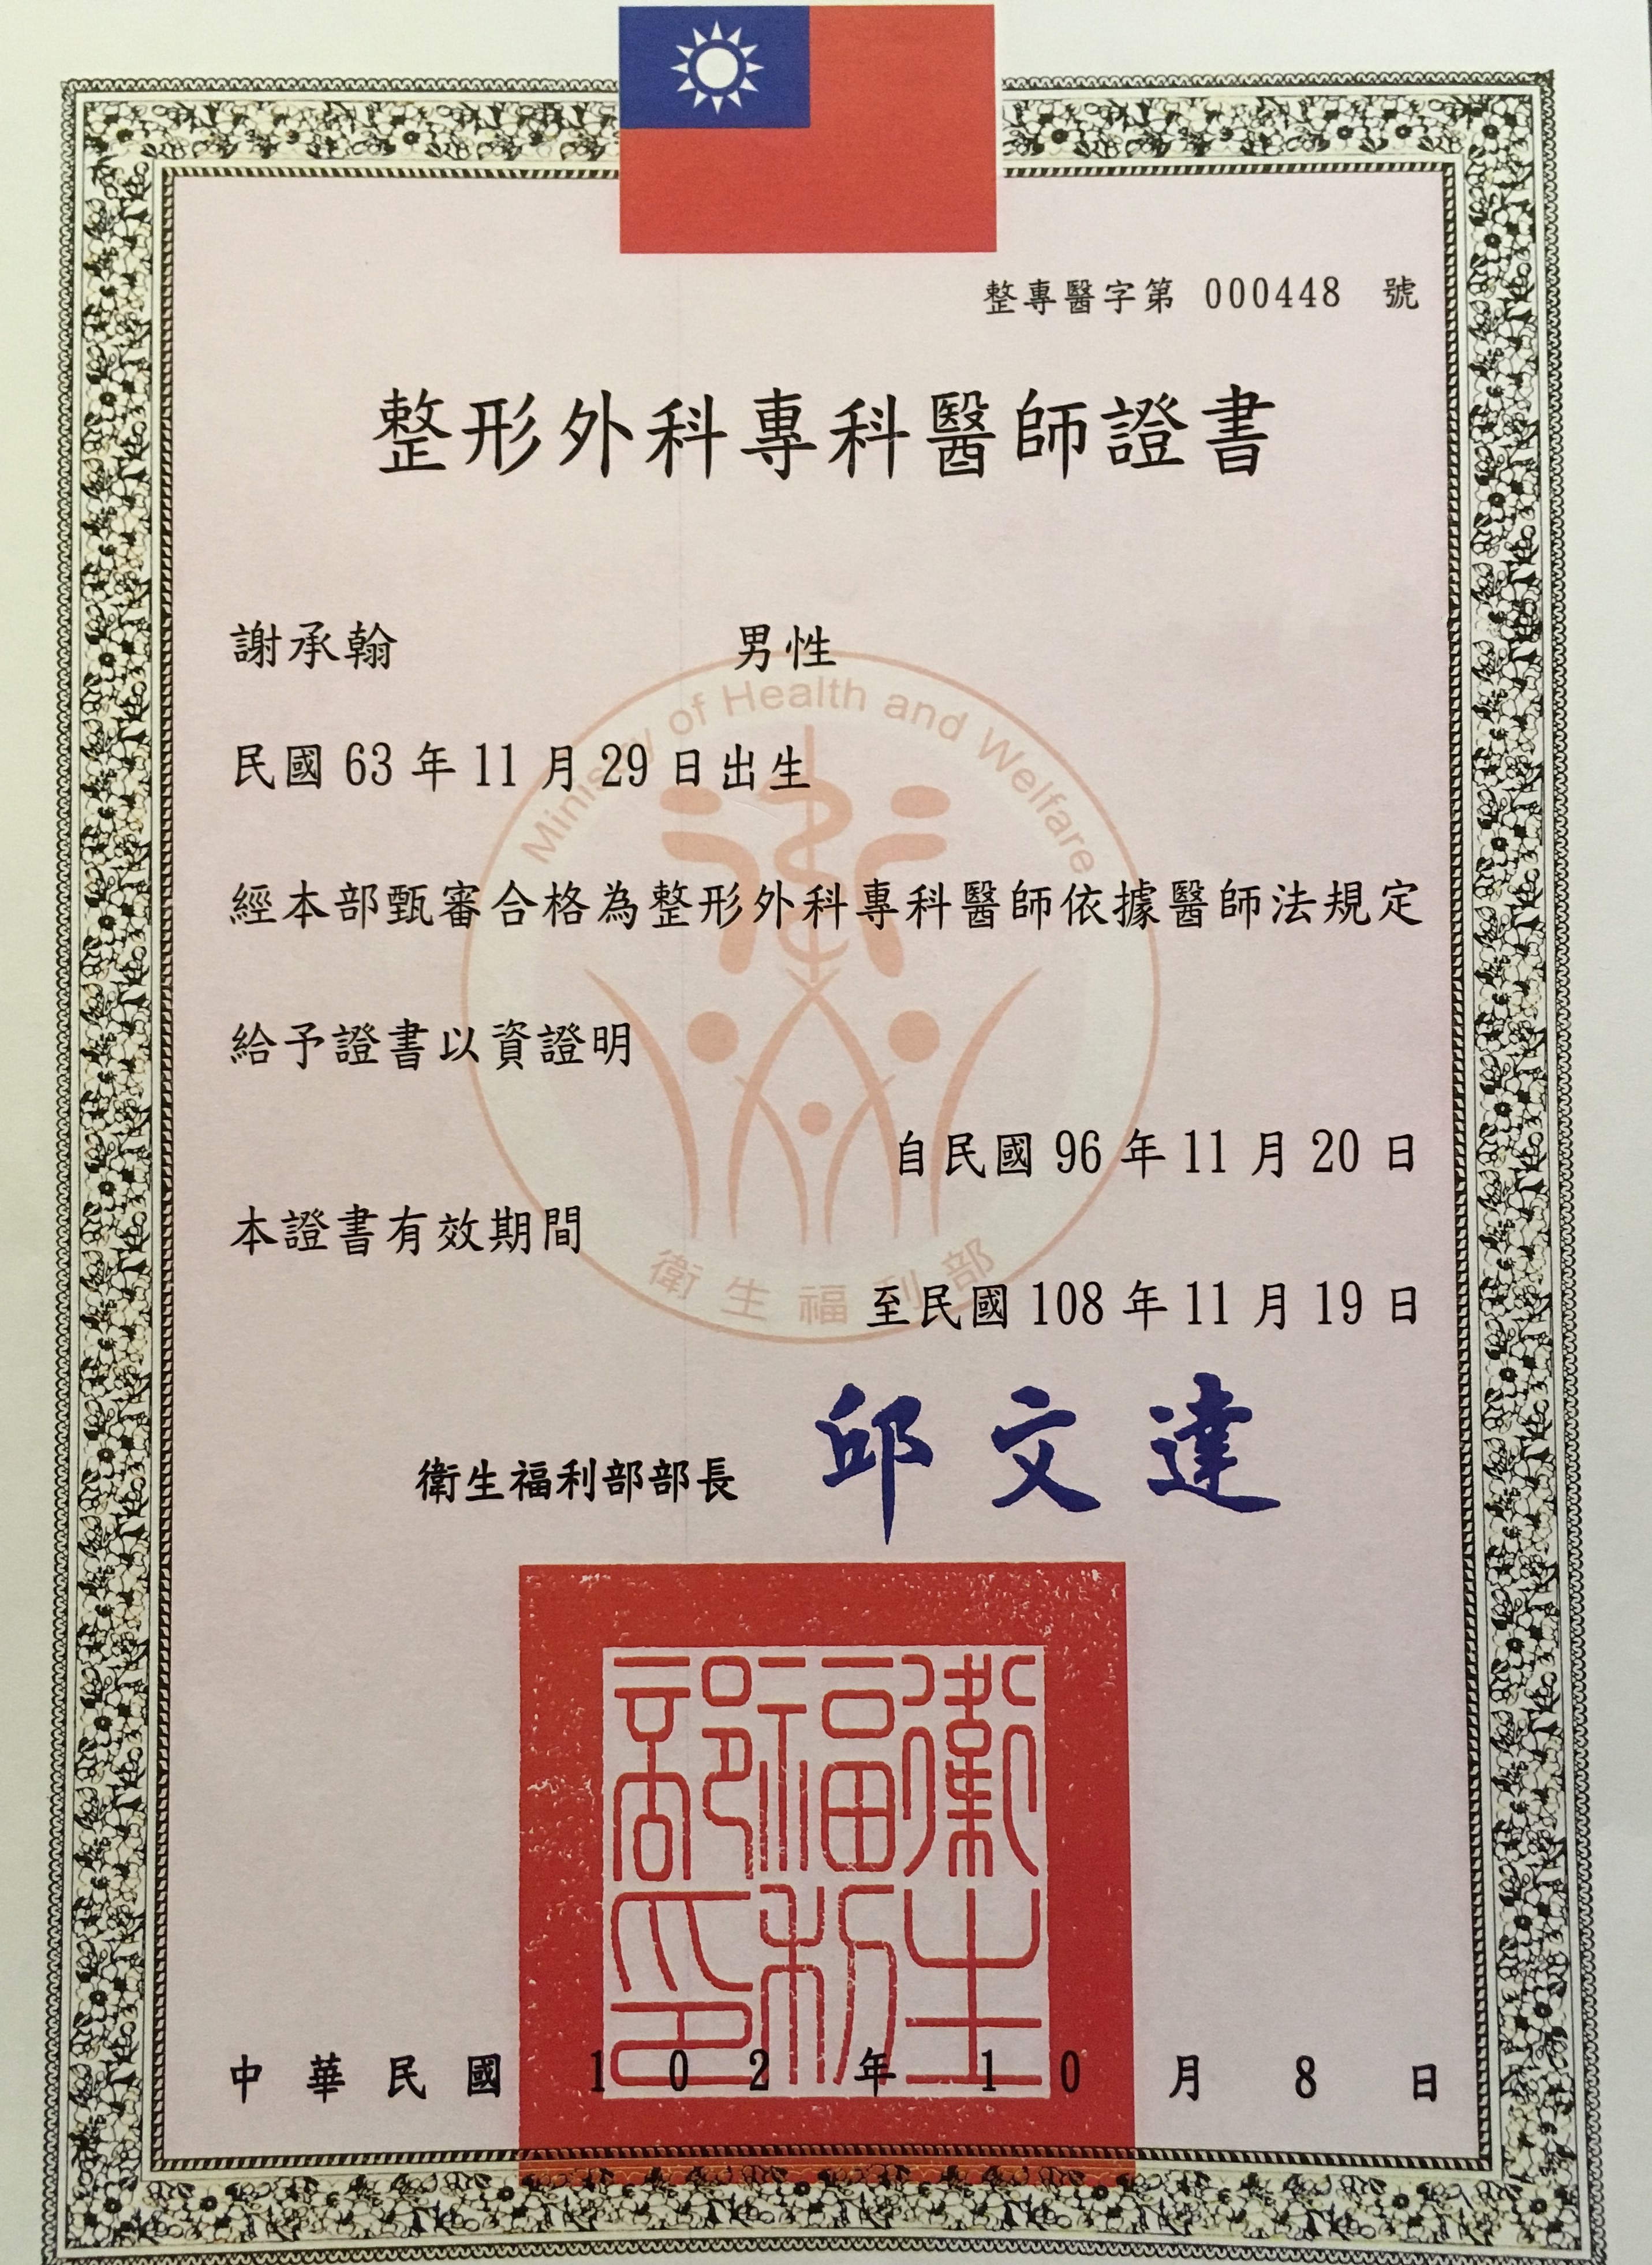 整專醫字第 000448 號
整形外科專科醫師證書
謝承翰 男性
民國 63 年 11 月 29 日出生
經本部甄審合格為整形外科專科醫師依據醫師法規定
給予證書以資證明
自民國 96 年 11 月 20 日
本證書有效期間
至民國 108 年 11 月 19 日
Ministry of Health and Welfare
衛生福利部
衛生福利部部長 邱文達
衛生福利部印
中華民國 102 年 10 月 8 日